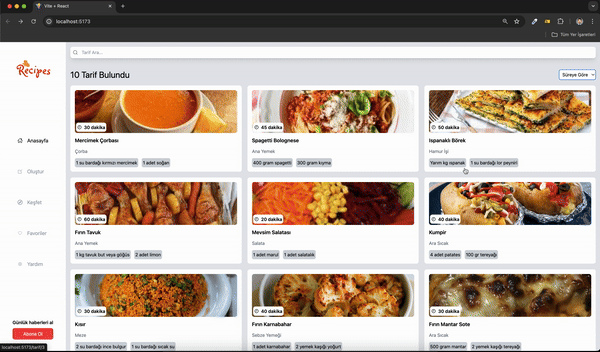 Vite + React
localhost:5173
Tüm Yer İşaretleri
Recipes
Anasayfa
Oluştur
Keşfet
Favoriler
Yardım
Günlük haberleri al
Abone Ol
localhost:5173/tarif/3
Tarif Ara...
10 Tarif Bulundu
Süreye Göre
30 dakika
Mercimek Çorbası
Çorba
1 su bardağı kırmızı mercimek 1 adet soğan
45 dakika
Spagetti Bolognese
Ana Yemek
400 gram spagetti 300 gram kıyma
50 dakika
Ispanaklı Börek
Hamur İşi
Yarım kg ıspanak 1 su bardağı lor peyniri
60 dakika
Fırın Tavuk
Ana Yemek
1 kg tavuk but veya göğüs 2 adet limon
20 dakika
Mevsim Salatası
Salata
1 adet marul 1 adet salatalık
40 dakika
Kumpir
Ara Sıcak
4 adet patates 100 gr tereyağı
30 dakika
Kısır
Meze
2 su bardağı ince bulgur 1 su bardağı sıcak su
40 dakika
Fırın Karnabahar
Sebze Yemeği
1 adet karnabahar 2 yemek kaşığı yoğurt
30 dakika
Fırın Mantar Sote
Ara Sıcak
500 gram mantar 2 yemek kaşığı tereyağı